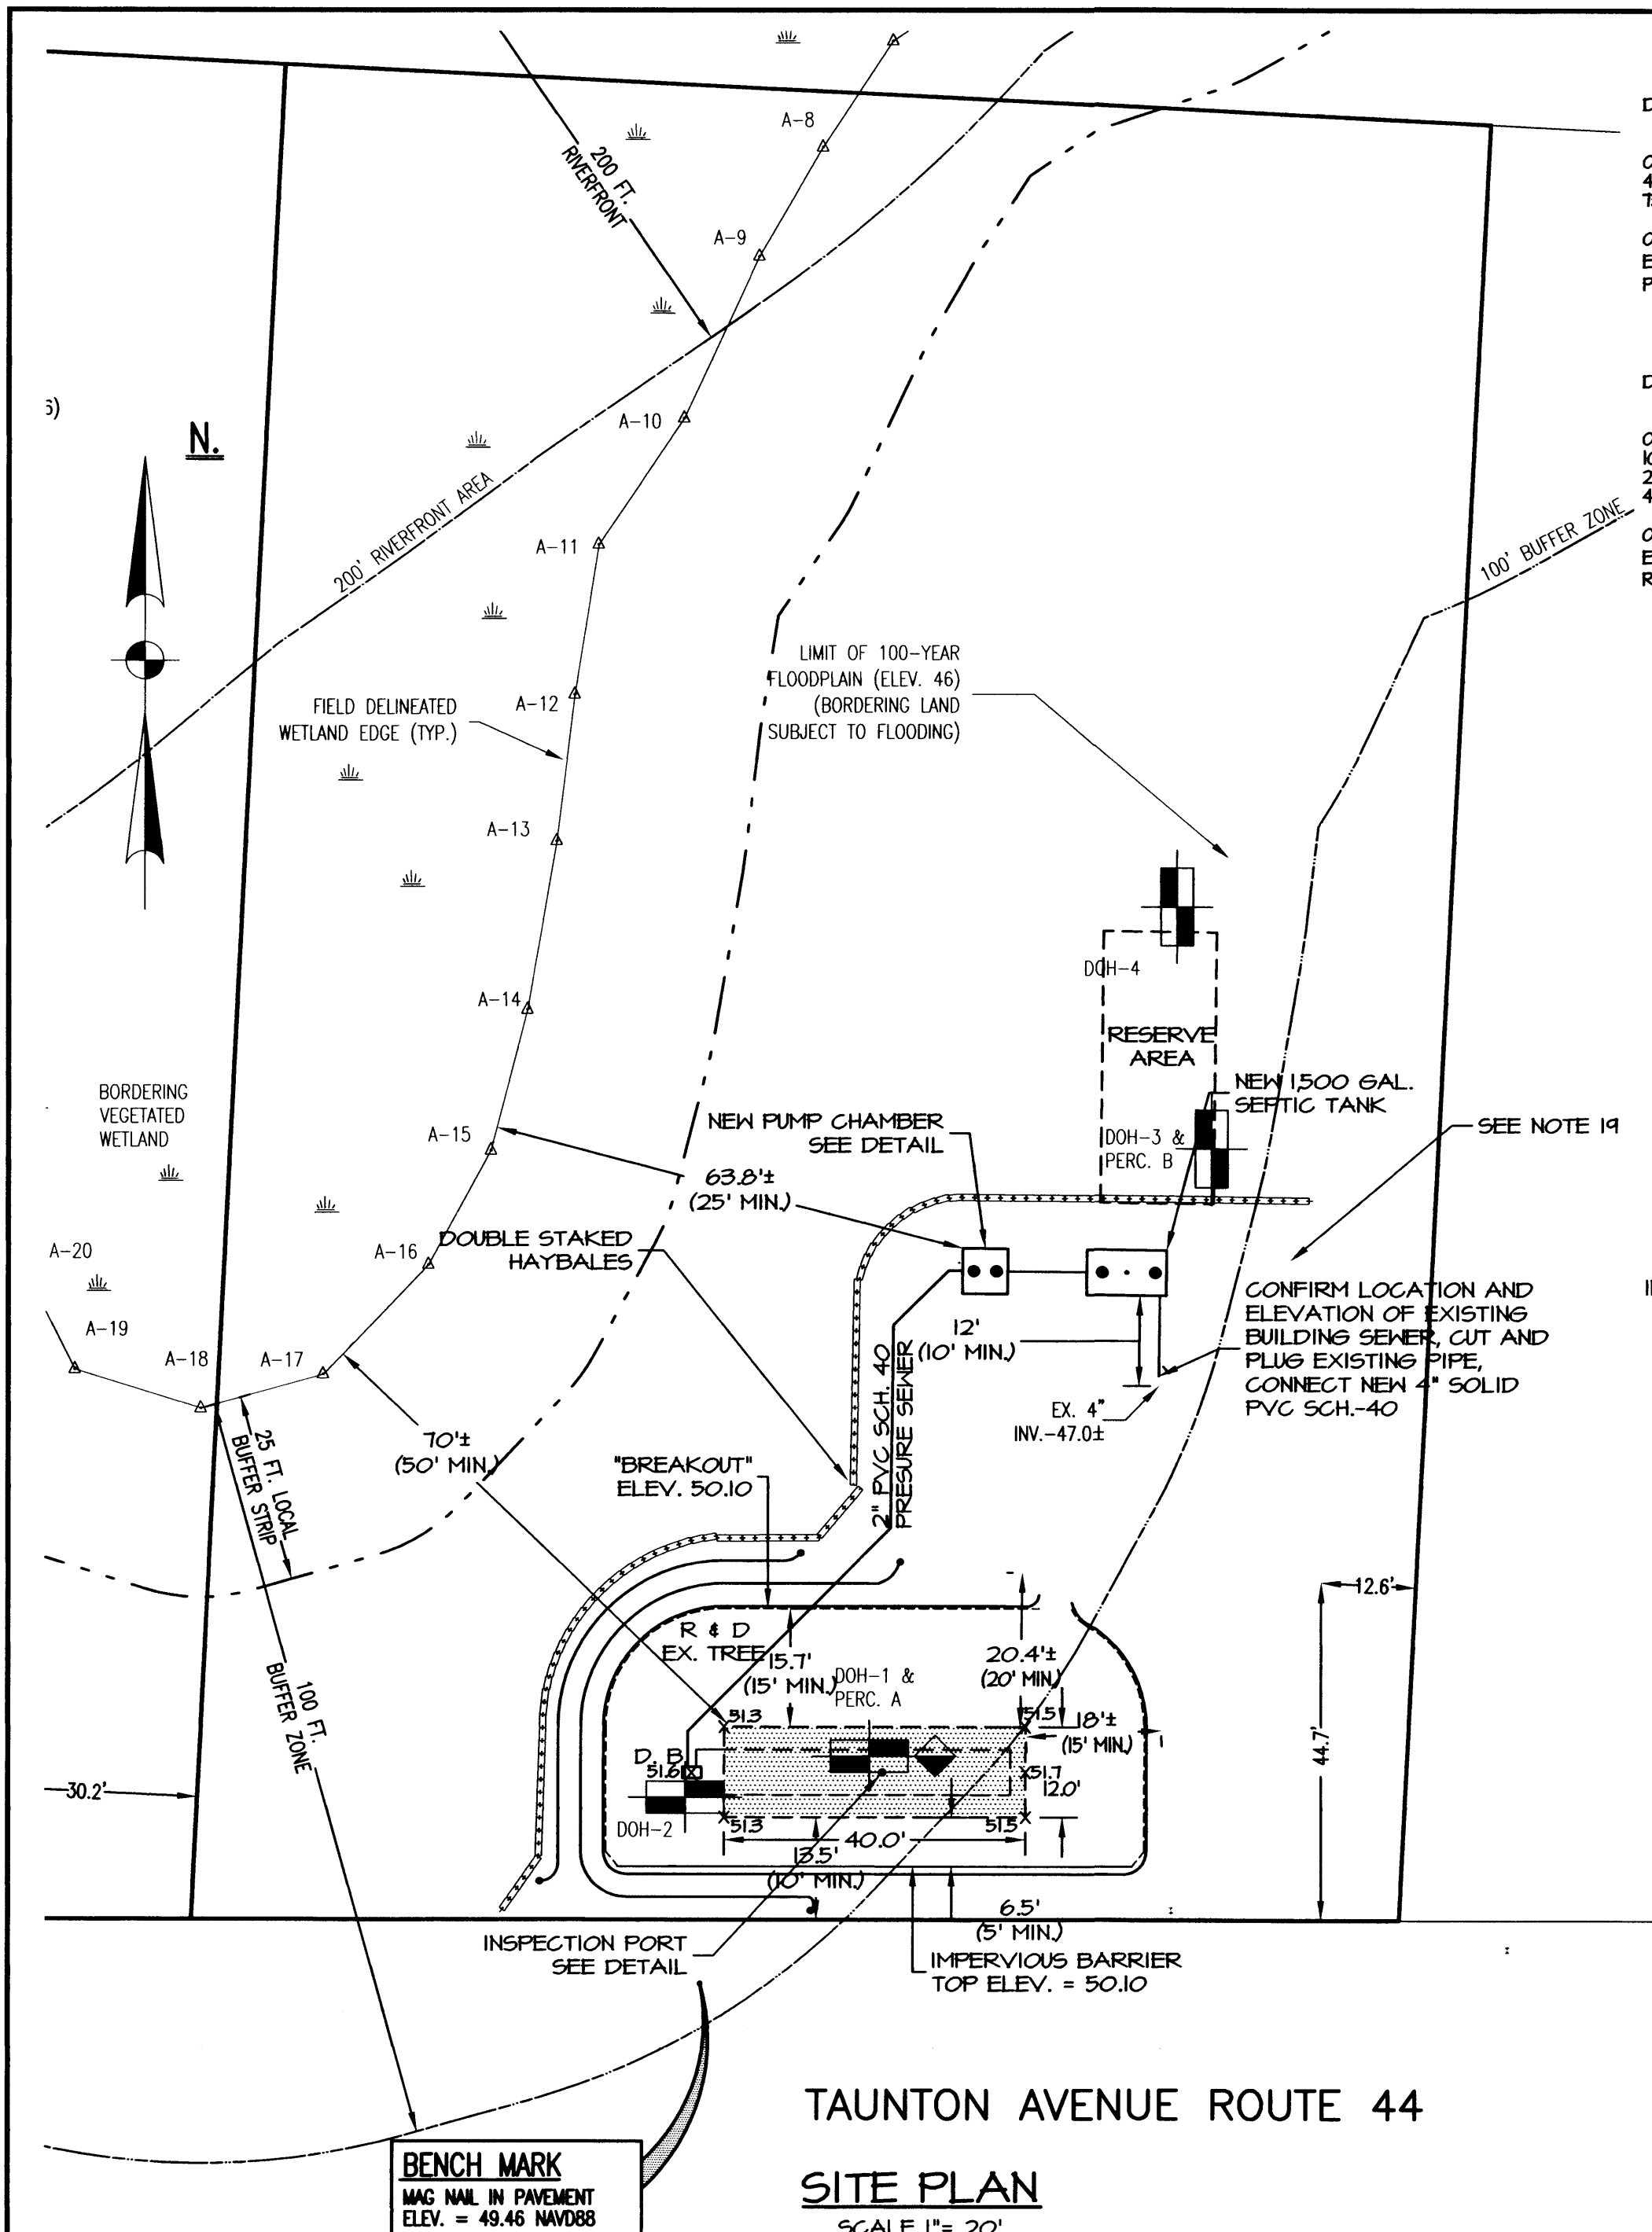 A-8
200 FT.
RIVERFRONT
A-9
A-10
N.
200' RIVERFRONT AREA
A-11
100' BUFFER ZONE
LIMIT OF 100-YEAR
FLOODPLAIN (ELEV. 46)
(BORDERING LAND
SUBJECT TO FLOODING)
A-12
FIELD DELINEATED
WETLAND EDGE (TYP.)
A-13
DOH-4
A-14
RESERVE
AREA
BORDERING
VEGETATED
WETLAND
NEW 1,500 GAL.
SEPTIC TANK
NEW PUMP CHAMBER
SEE DETAIL
SEE NOTE 19
A-15
DOH-3 &
PERC. B
63.8'±
(25' MIN.)
DOUBLE STAKED
HAYBALES
A-20
A-16
CONFIRM LOCATION AND
ELEVATION OF EXISTING
BUILDING SEWER, CUT AND
PLUG EXISTING PIPE,
CONNECT NEW 4" SOLID
PVC SCH.-40
A-19
A-18
A-17
12'
(10' MIN.)
2" PVC SCH. 40
PRESURE SEWER
EX. 4"
INV.-47.0±
25 FT. LOCAL
BUFFER STRIP
70'±
(50' MIN.)
"BREAKOUT"
ELEV. 50.10
12.6'
R & D
EX. TREE
15.7'
(15' MIN.)
DOH-1 &
PERC. A
20.4'±
(20' MIN.)
100 FT.
BUFFER ZONE
51.3
51.5
18'±
(15' MIN.)
44.7'
D. B.
51.6
51.7
12.0'
30.2'
DOH-2
51.3
51.5
40.0'
13.5'
(10' MIN.)
6.5'
(5' MIN.)
INSPECTION PORT
SEE DETAIL
IMPERVIOUS BARRIER
TOP ELEV. = 50.10
TAUNTON AVENUE ROUTE 44
BENCH MARK
MAG NAIL IN PAVEMENT
ELEV. = 49.46 NAVD88
SITE PLAN
SCALE 1"= 20'